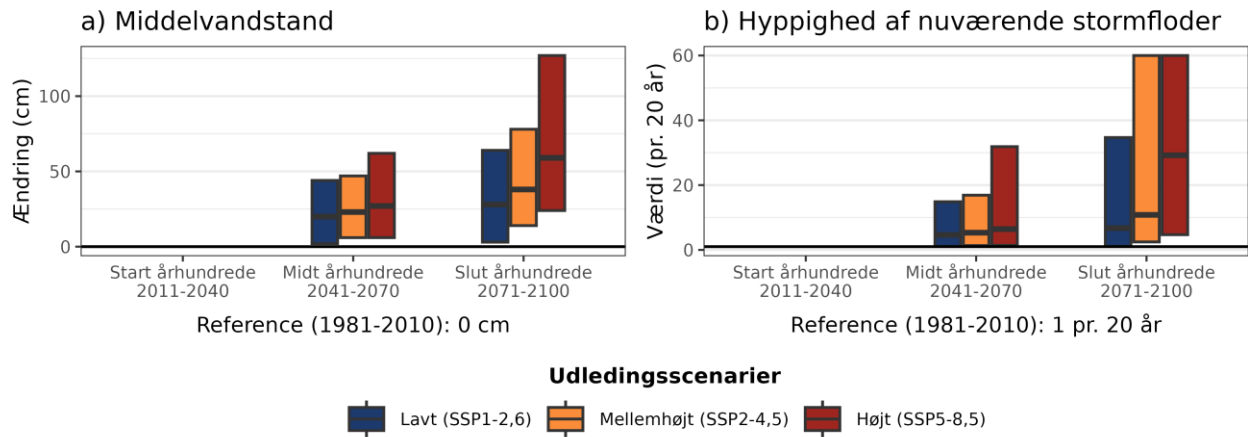 a) Middelvandstand
Ændring (cm)
100
50
0
Start århundrede
2011-2040
Midt århundrede
2041-2070
Slut århundrede
2071-2100
Reference (1981-2010): 0 cm
b) Hyppighed af nuværende stormfloder
Værdi (pr. 20 år)
60
40
20
0
Start århundrede
2011-2040
Midt århundrede
2041-2070
Slut århundrede
2071-2100
Reference (1981-2010): 1 pr. 20 år
Udledingsscenarier
Lavt (SSP1-2,6)
Mellemhøjt (SSP2-4,5)
Højt (SSP5-8,5)